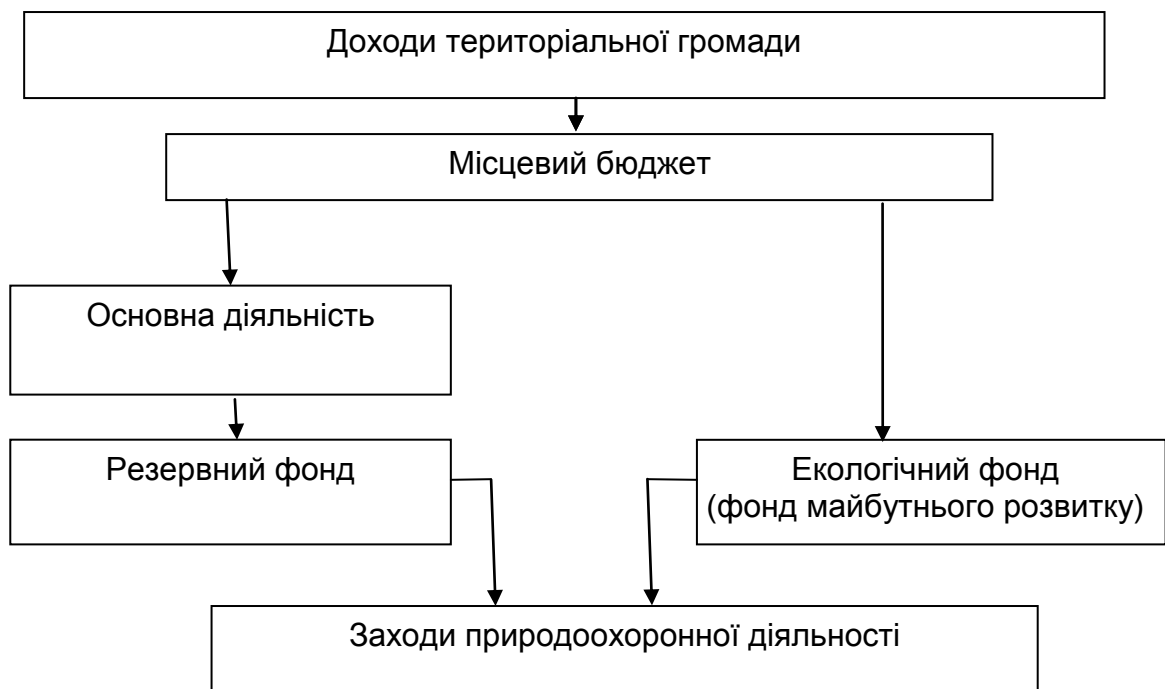 Доходи територіальної громади
Місцевий бюджет
Основна діяльність
Резервний фонд
Екологічний фонд
(фонд майбутнього розвитку)
Заходи природоохоронної діяльності